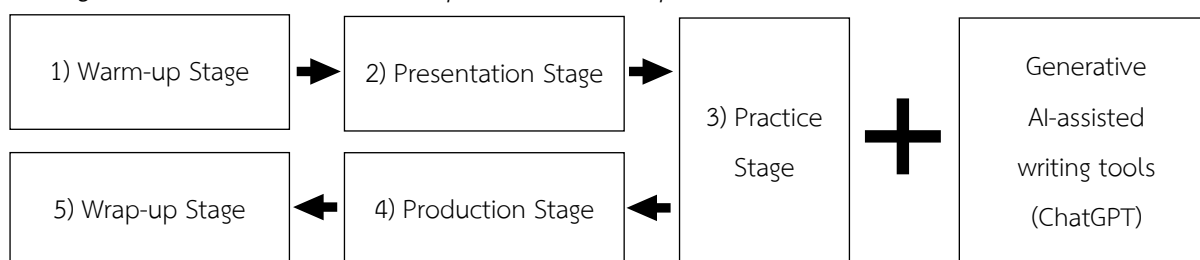 1) Warm-up Stage
2) Presentation Stage
3) Practice
Stage
Generative
AI-assisted
writing tools
(ChatGPT)
4) Production Stage
5) Wrap-up Stage